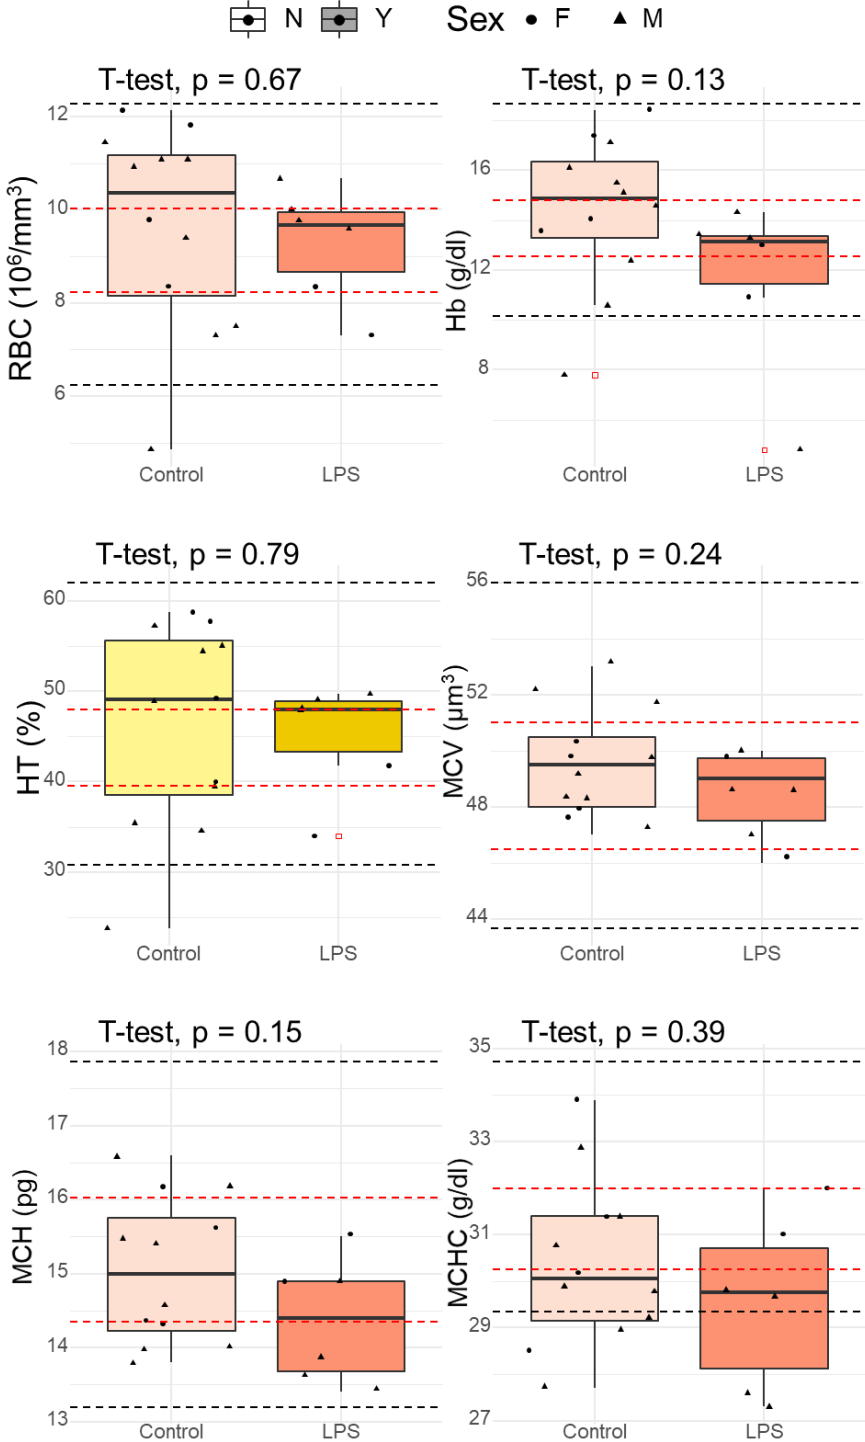 N Y Sex F M
T-test, p = 0.67
RBC (10⁶/mm³)
12
10
8
6
Control LPS
T-test, p = 0.13
Hb (g/dl)
16
12
8
Control LPS
T-test, p = 0.79
HT (%)
60
50
40
30
Control LPS
T-test, p = 0.24
MCV (µm³)
56
52
48
44
Control LPS
T-test, p = 0.15
MCH (pg)
18
17
16
15
14
13
Control LPS
T-test, p = 0.39
MCHC (g/dl)
35
33
31
29
27
Control LPS